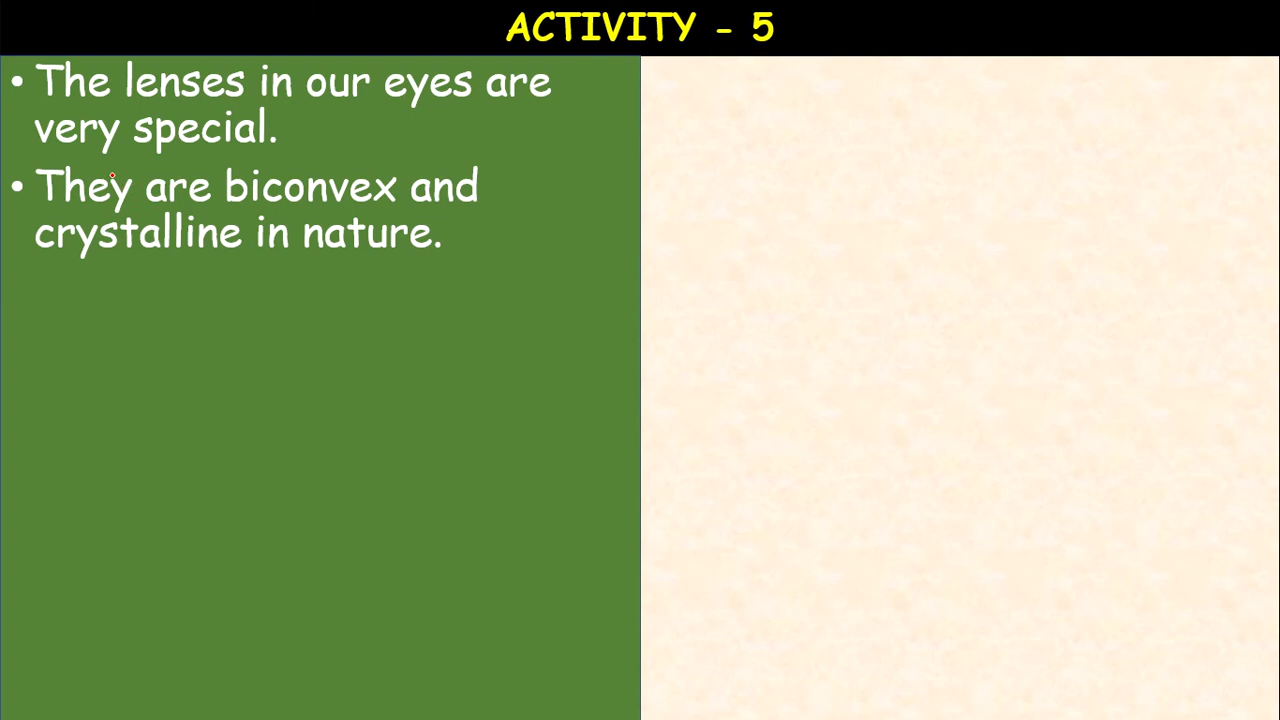 ACTIVITY - 5
• The lenses in our eyes are
very special.
• They are biconvex and
crystalline in nature.